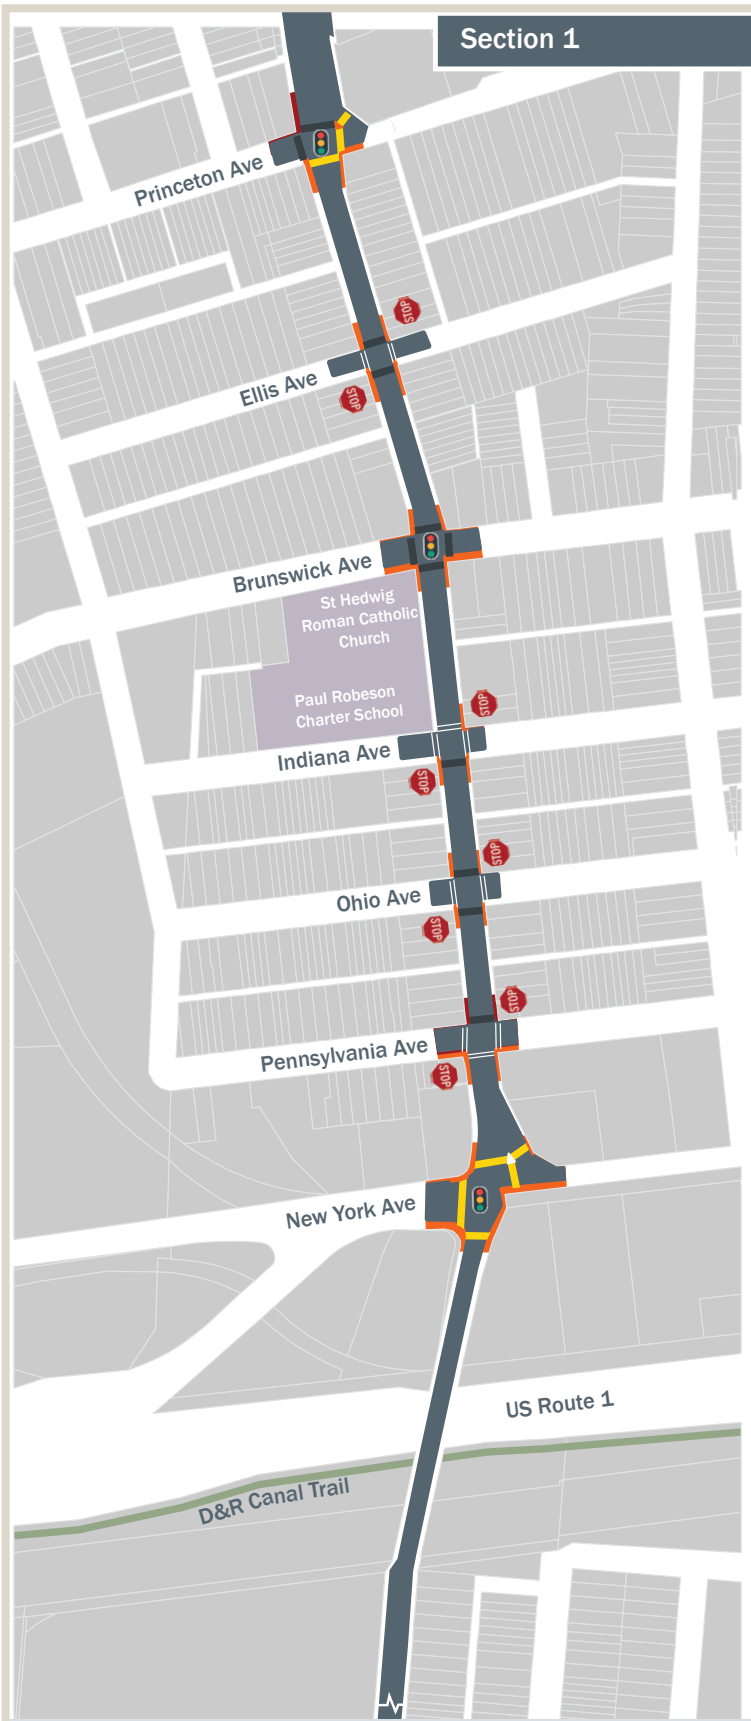 Section 1
Princeton Ave
STOP
Ellis Ave
STOP
Brunswick Ave
St Hedwig
Roman Catholic
Church
Paul Robeson
Charter School
STOP
Indiana Ave
STOP
STOP
Ohio Ave
STOP
STOP
Pennsylvania Ave
STOP
New York Ave
US Route 1
D&R Canal Trail